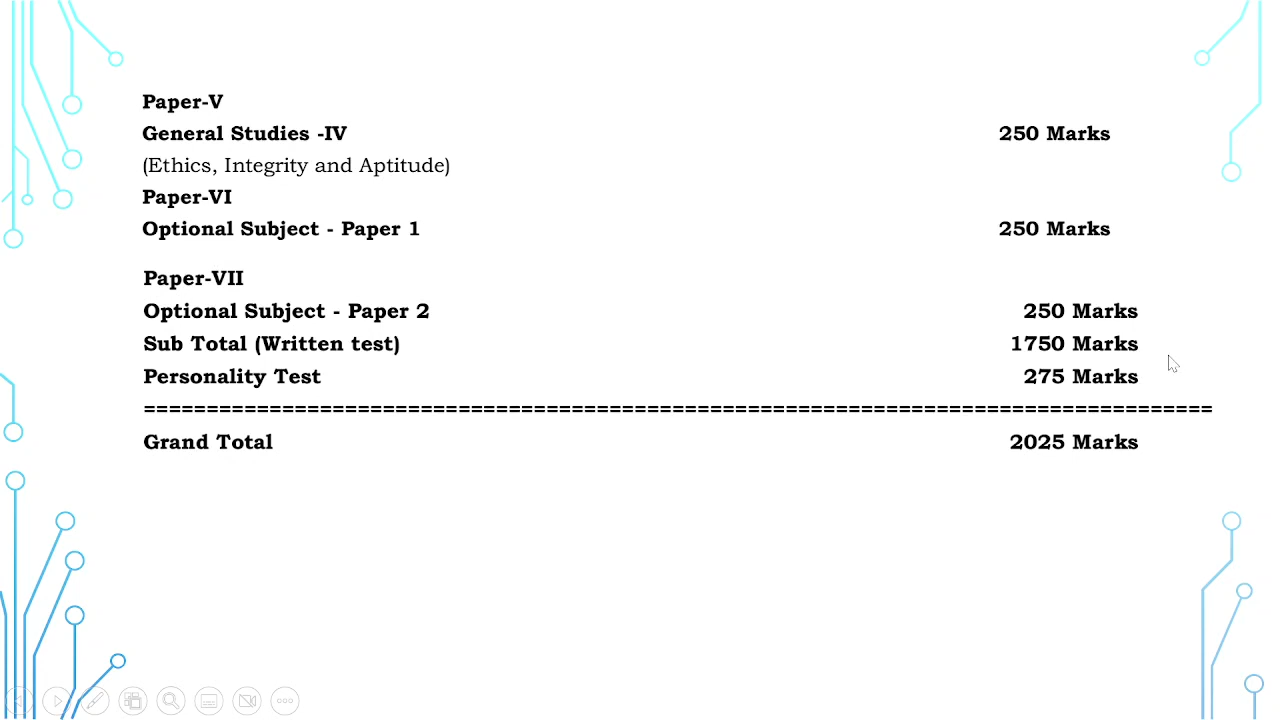 Paper-V
General Studies -IV 250 Marks
(Ethics, Integrity and Aptitude)
Paper-VI
Optional Subject - Paper 1 250 Marks
Paper-VII
Optional Subject - Paper 2 250 Marks
Sub Total (Written test) 1750 Marks
Personality Test 275 Marks
=====================================================================================
Grand Total 2025 Marks